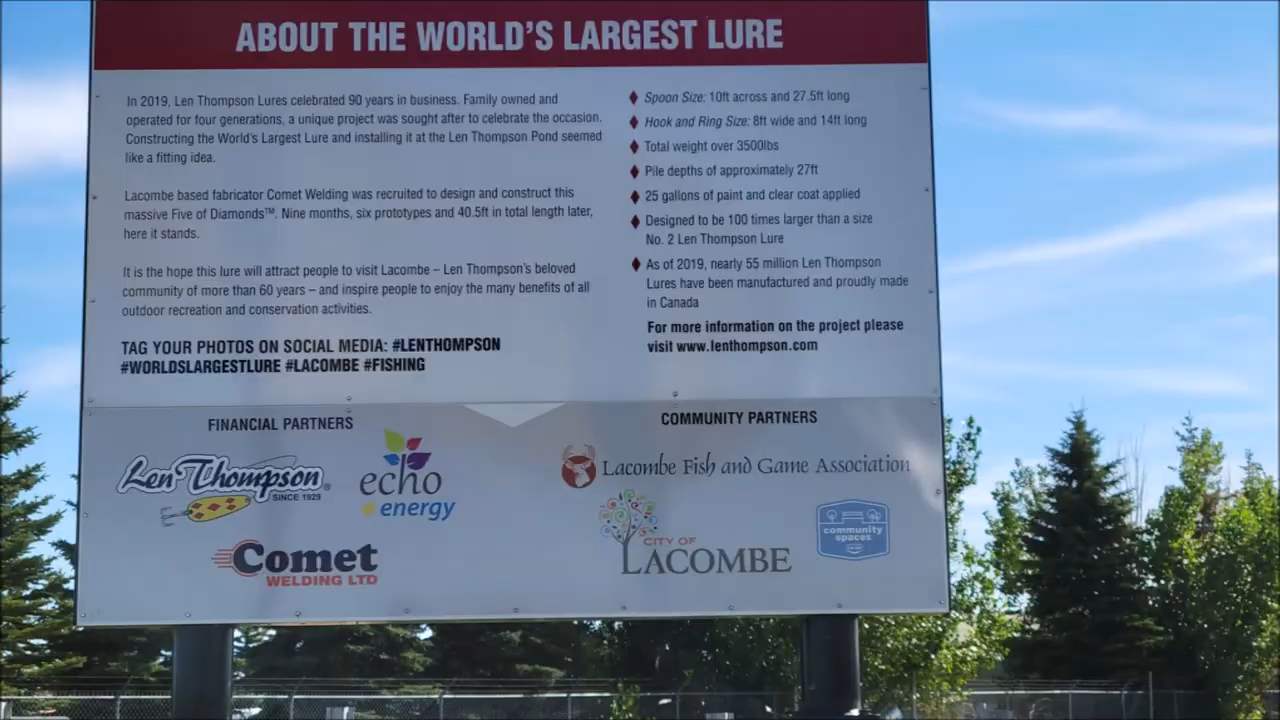 ABOUT THE WORLD'S LARGEST LURE
In 2019, Len Thompson Lures celebrated 90 years in business. Family owned and
operated for four generations, a unique project was sought after to celebrate the occasion.
Constructing the World's Largest Lure and installing it at the Len Thompson Pond seemed
like a fitting idea.
Lacombe based fabricator Comet Welding was recruited to design and construct this
massive Five of Diamonds™. Nine months, six prototypes and 40.5ft in total length later,
here it stands.
It is the hope this lure will attract people to visit Lacombe – Len Thompson's beloved
community of more than 60 years – and inspire people to enjoy the many benefits of all
outdoor recreation and conservation activities.
TAG YOUR PHOTOS ON SOCIAL MEDIA: #LENTHOMPSON
#WORLDSLARGESTLURE #LACOMBE #FISHING
Spoon Size: 10ft across and 27.5ft long
Hook and Ring Size: 8ft wide and 14ft long
Total weight over 3500lbs
Pile depths of approximately 27ft
25 gallons of paint and clear coat applied
Designed to be 100 times larger than a size
No. 2 Len Thompson Lure
As of 2019, nearly 55 million Len Thompson
Lures have been manufactured and proudly made
in Canada
For more information on the project please
visit www.lenthompson.com
FINANCIAL PARTNERS
Len Thompson®
SINCE 1929
echo
energy
Comet
WELDING LTD
COMMUNITY PARTNERS
Lacombe Fish and Game Association
CITY OF
LACOMBE
community
spaces